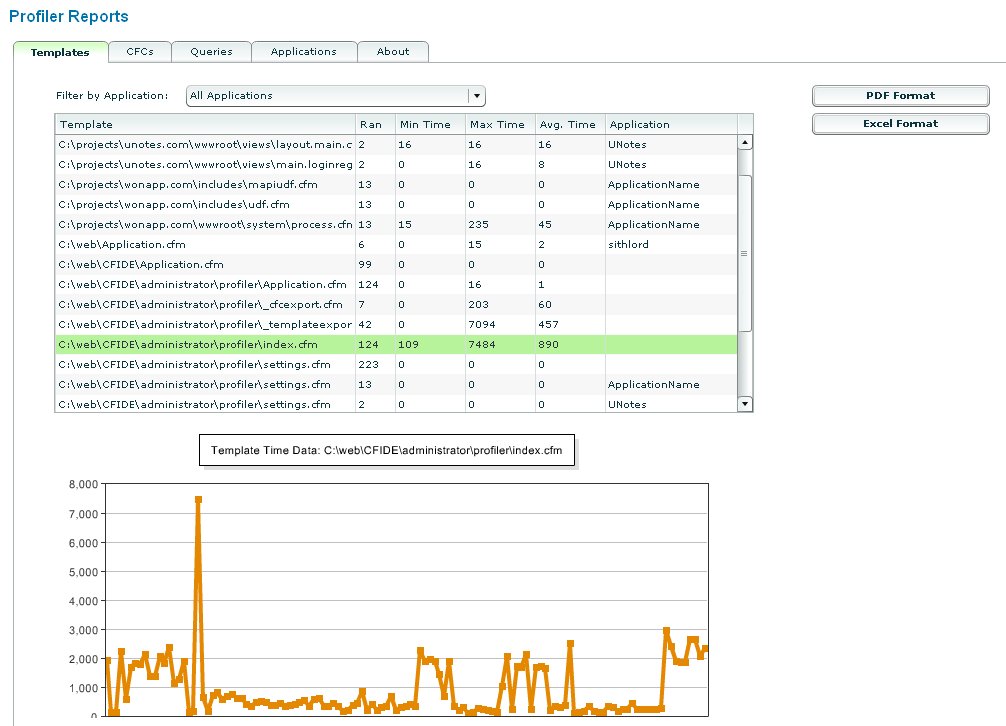 Profiler Reports
Templates CFCs Queries Applications About
Filter by Application: All Applications PDF Format
Excel Format
Template Ran Min Time Max Time Avg. Time Application
C:\projects\unotes.com\wwwroot\views\layout.main.c 2 16 16 16 UNotes
C:\projects\unotes.com\wwwroot\views\main.loginreg 2 0 16 8 UNotes
C:\projects\wonapp.com\includes\mapiudf.cfm 13 0 0 0 ApplicationName
C:\projects\wonapp.com\includes\udf.cfm 13 0 0 0 ApplicationName
C:\projects\wonapp.com\wwwroot\system\process.cfn 13 15 235 45 ApplicationName
C:\web\Application.cfm 6 0 15 2 sithlord
C:\web\CFIDE\Application.cfm 99 0 0 0
C:\web\CFIDE\administrator\profiler\Application.cfm 124 0 16 1
C:\web\CFIDE\administrator\profiler\_cfcexport.cfm 7 0 203 60
C:\web\CFIDE\administrator\profiler\_templateexpor 42 0 7094 457
C:\web\CFIDE\administrator\profiler\index.cfm 124 109 7484 890
C:\web\CFIDE\administrator\profiler\settings.cfm 223 0 0 0
C:\web\CFIDE\administrator\profiler\settings.cfm 13 0 0 0 ApplicationName
C:\web\CFIDE\administrator\profiler\settings.cfm 2 0 0 0 UNotes
Template Time Data: C:\web\CFIDE\administrator\profiler\index.cfm
8,000
7,000
6,000
5,000
4,000
3,000
2,000
1,000
0